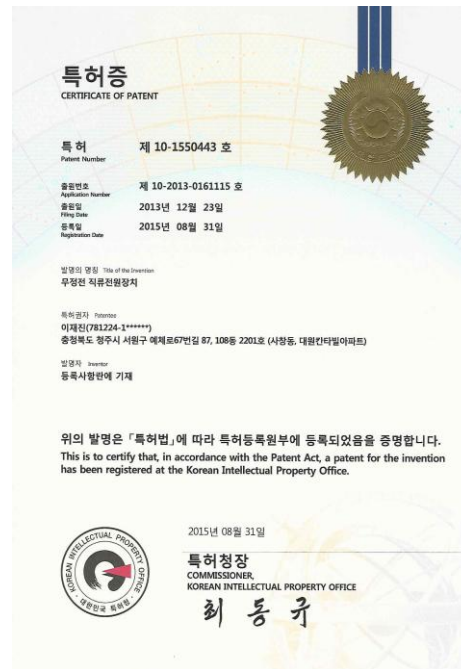 특허증
CERTIFICATE OF PATENT
특 허 제 10-1550443 호
Patent Number
출원번호 제 10-2013-0161115 호
Application Number
출원일 2013년 12월 23일
Filing Date
등록일 2015년 08월 31일
Registration Date
발명의 명칭 Title of the Invention
무정전 직류전원장치
특허권자 Patentee
이재진(781224-1******)
충청북도 청주시 서원구 예체로67번길 87, 108동 2201호 (사창동, 대원칸타빌아파트)
발명자 Inventor
등록사항란에 기재
위의 발명은 「특허법」에 따라 특허등록원부에 등록되었음을 증명합니다.
This is to certify that, in accordance with the Patent Act, a patent for the invention
has been registered at the Korean Intellectual Property Office.
2015년 08월 31일
특허청장
COMMISSIONER,
KOREAN INTELLECTUAL PROPERTY OFFICE
최동규
KOREAN INTELLECTUAL PROPERTY OFFICE
대한민국 특허청